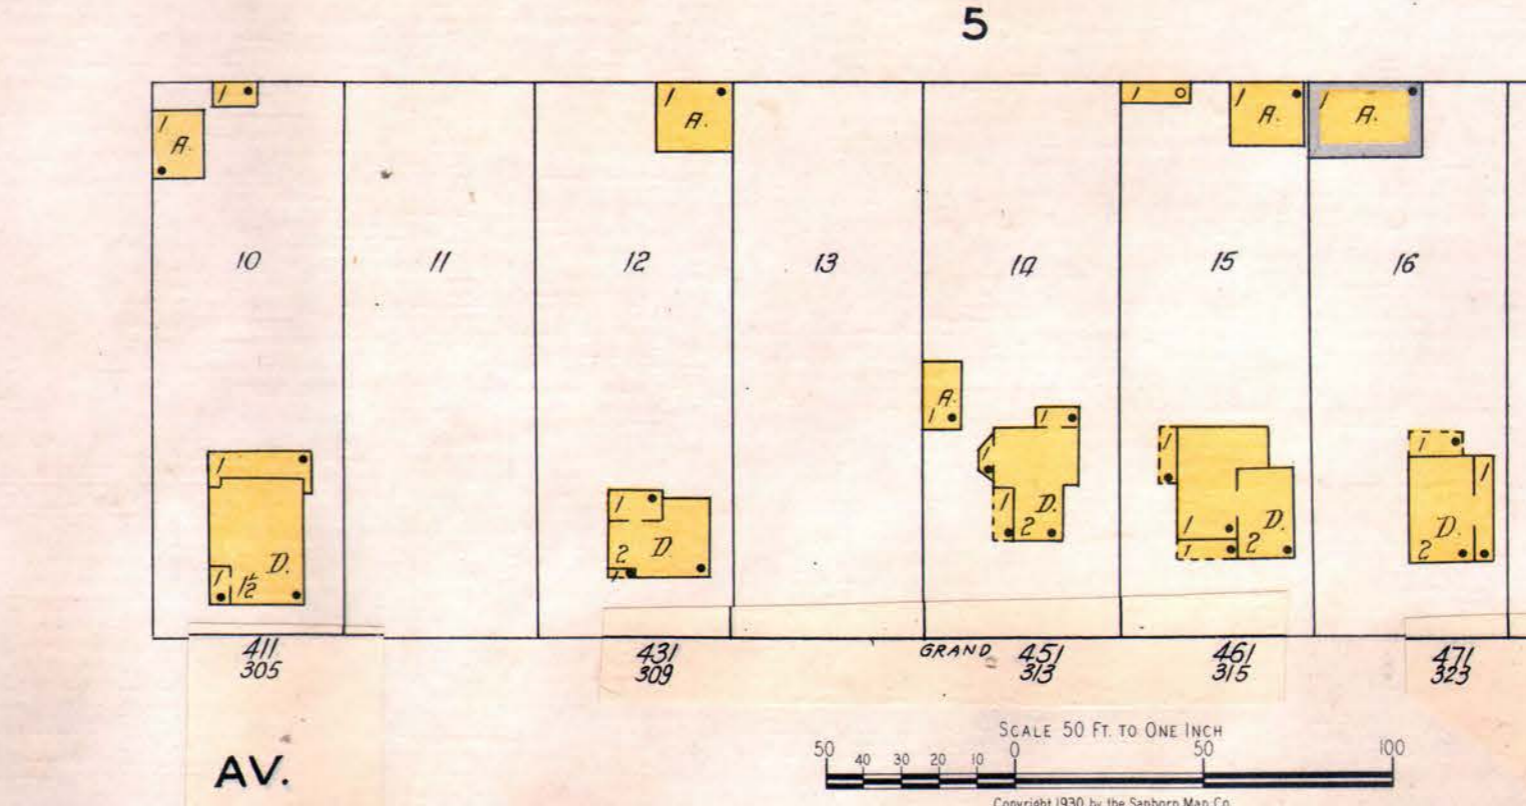 5
1
1
A.
1
A.
1
1
A.
1
A.
10
11
12
13
14
15
16
A.
1
1
1
1
D.
1
1½
1
2
D.
1
1
D.
2
1
1
D.
1
2
1
1
D.
2
411
305
431
309
GRAND
451
313
461
315
471
323
AV.
SCALE 50 FT. TO ONE INCH
50 40 30 20 10 0 50 100
Copyright 1930 by the Sanborn Map Co.